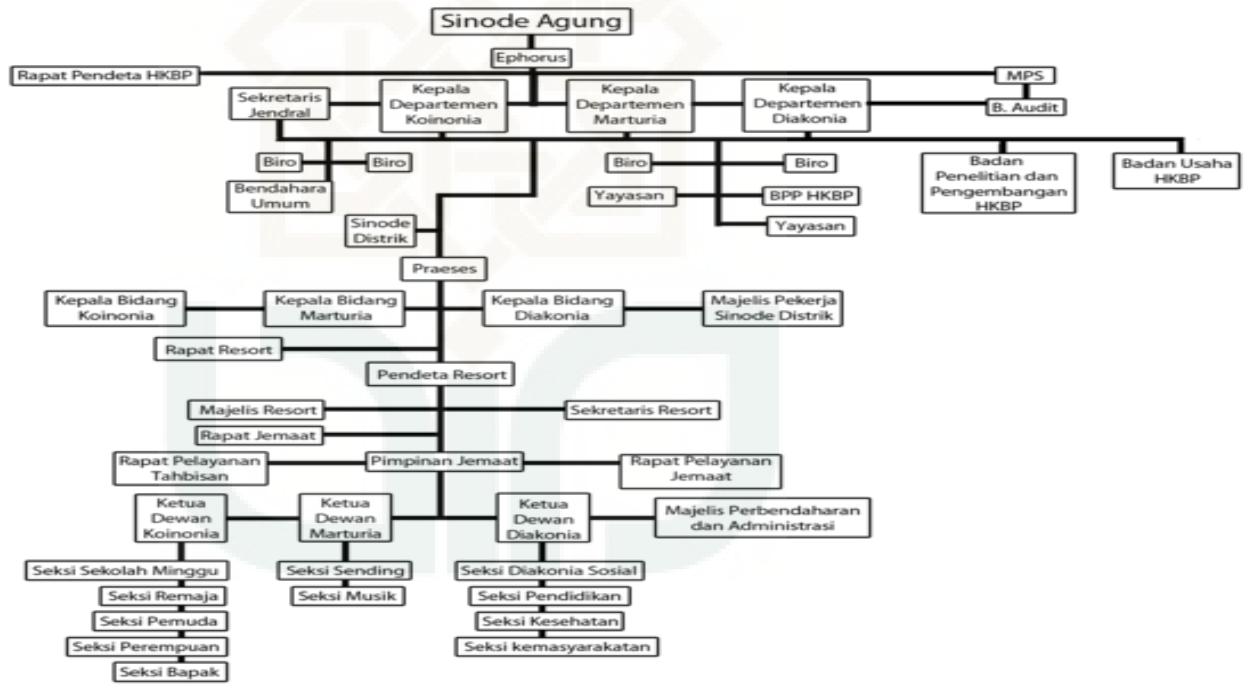 Sinode Agung
Ephorus
Rapat Pendeta HKBP
MPS
Sekretaris
Jendral
Kepala
Departemen
Koinonia
Kepala
Departemen
Marturia
Kepala
Departemen
Diakonia
B. Audit
Biro
Biro
Bendahara
Umum
Biro
Biro
Yayasan
BPP HKBP
Yayasan
Badan
Penelitian dan
Pengembangan
HKBP
Badan Usaha
HKBP
Sinode
Distrik
Praeses
Kepala Bidang
Koinonia
Kepala Bidang
Marturia
Kepala Bidang
Diakonia
Majelis Pekerja
Sinode Distrik
Rapat Resort
Pendeta Resort
Majelis Resort
Sekretaris Resort
Rapat Jemaat
Rapat Pelayanan
Tahbisan
Pimpinan Jemaat
Rapat Pelayanan
Jemaat
Ketua
Dewan
Koinonia
Ketua
Dewan
Marturia
Ketua
Dewan
Diakonia
Majelis Perbendaharan
dan Administrasi
Seksi Sekolah Minggu
Seksi Remaja
Seksi Pemuda
Seksi Perempuan
Seksi Bapak
Seksi Sending
Seksi Musik
Seksi Diakonia Sosial
Seksi Pendidikan
Seksi Kesehatan
Seksi kemasyarakatan